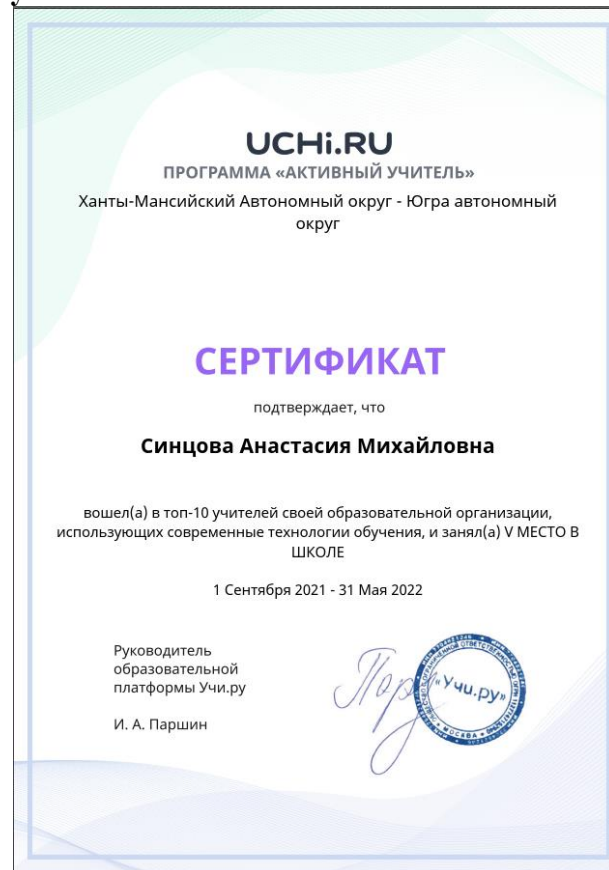 UCHi.RU
ПРОГРАММА «АКТИВНЫЙ УЧИТЕЛЬ»
Ханты-Мансийский Автономный округ - Югра автономный
округ
СЕРТИФИКАТ
подтверждает, что
Синцова Анастасия Михайловна
вошел(а) в топ-10 учителей своей образовательной организации,
использующих современные технологии обучения, и занял(а) V МЕСТО В
ШКОЛЕ
1 Сентября 2021 - 31 Мая 2022
Руководитель
образовательной
платформы Учи.ру
И. А. Паршин
«Учи.ру»
МОСКВА